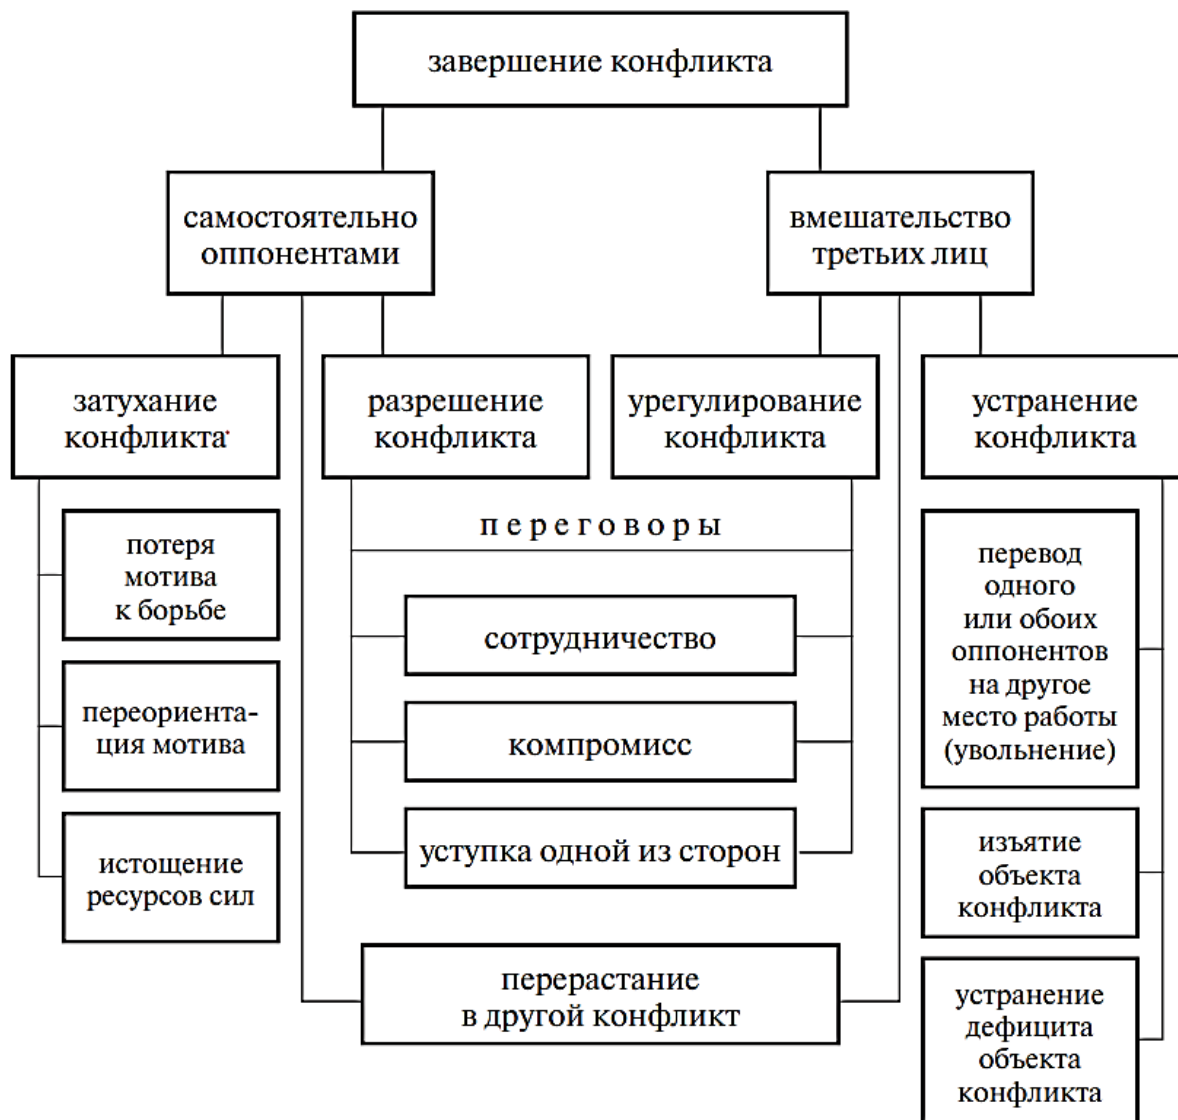 завершение конфликта
самостоятельно
оппонентами
вмешательство
третьих лиц
затухание
конфликта
разрешение
конфликта
урегулирование
конфликта
устранение
конфликта
переговоры
потеря
мотива
к борьбе
переориента-
ция мотива
истощение
ресурсов сил
сотрудничество
компромисс
уступка одной из сторон
перерастание
в другой конфликт
перевод
одного
или обоих
оппонентов
на другое
место работы
(увольнение)
изъятие
объекта
конфликта
устранение
дефицита
объекта
конфликта